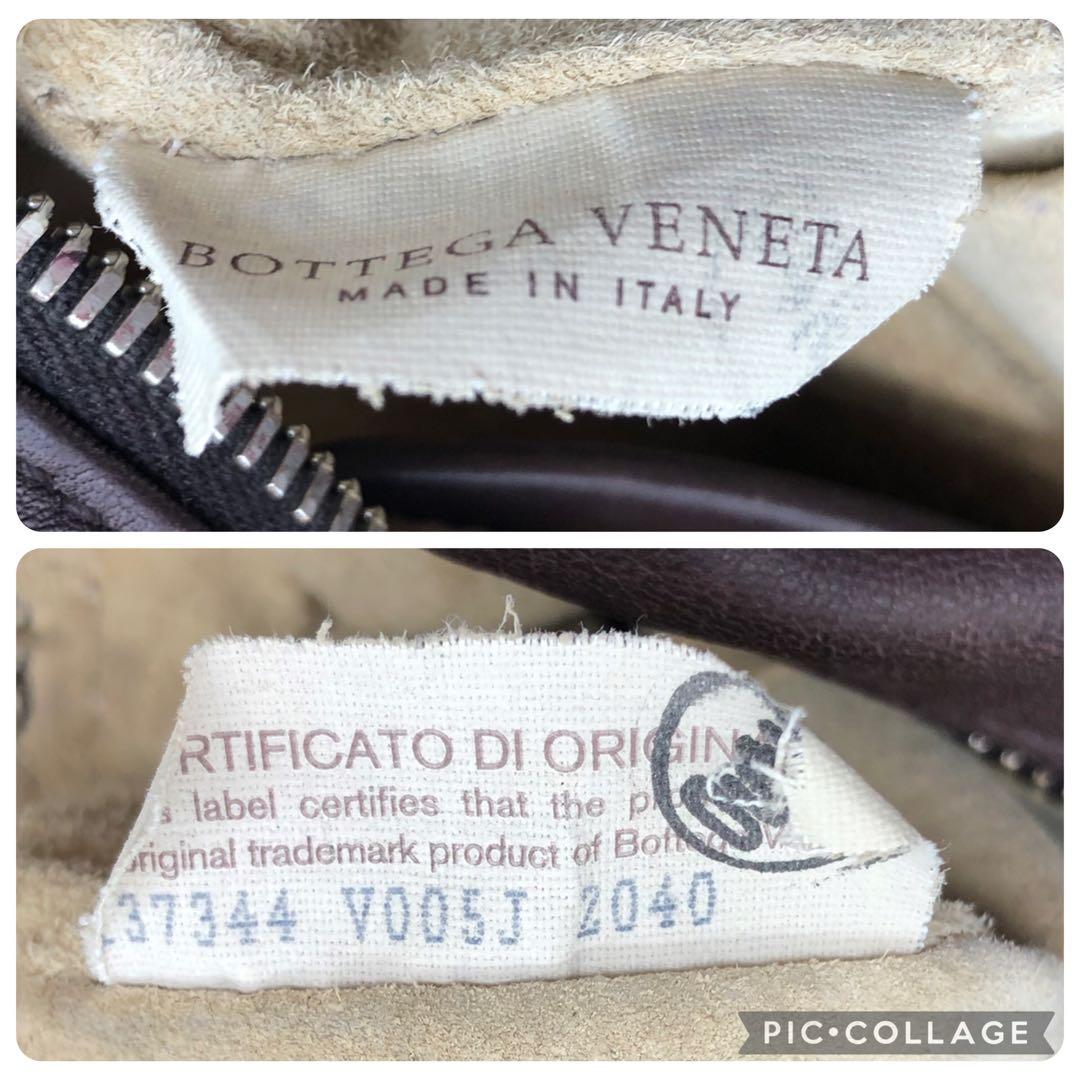 BOTTEGA VENETA
MADE IN ITALY
RTIFICATO DI ORIGIN
s label certifies that the p
original trademark product of Botteg V
37344 V005J 2040
PIC•COLLAGE